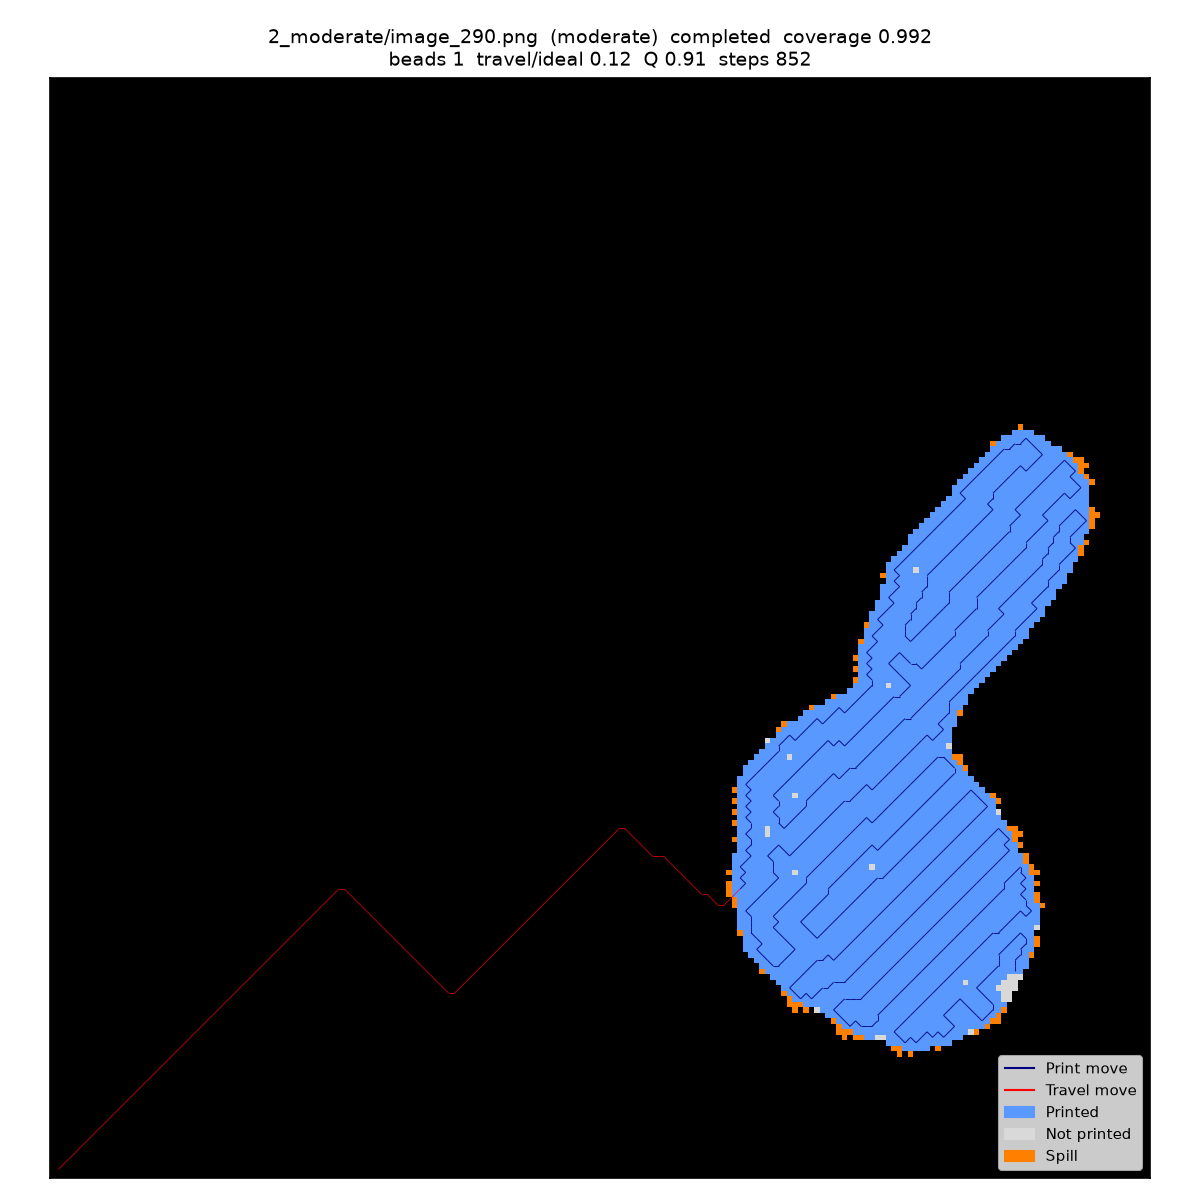 2_moderate/image_290.png  (moderate)  completed  coverage 0.992
beads 1  travel/ideal 0.12  Q 0.91  steps 852
Print move
Travel move
Printed
Not printed
Spill